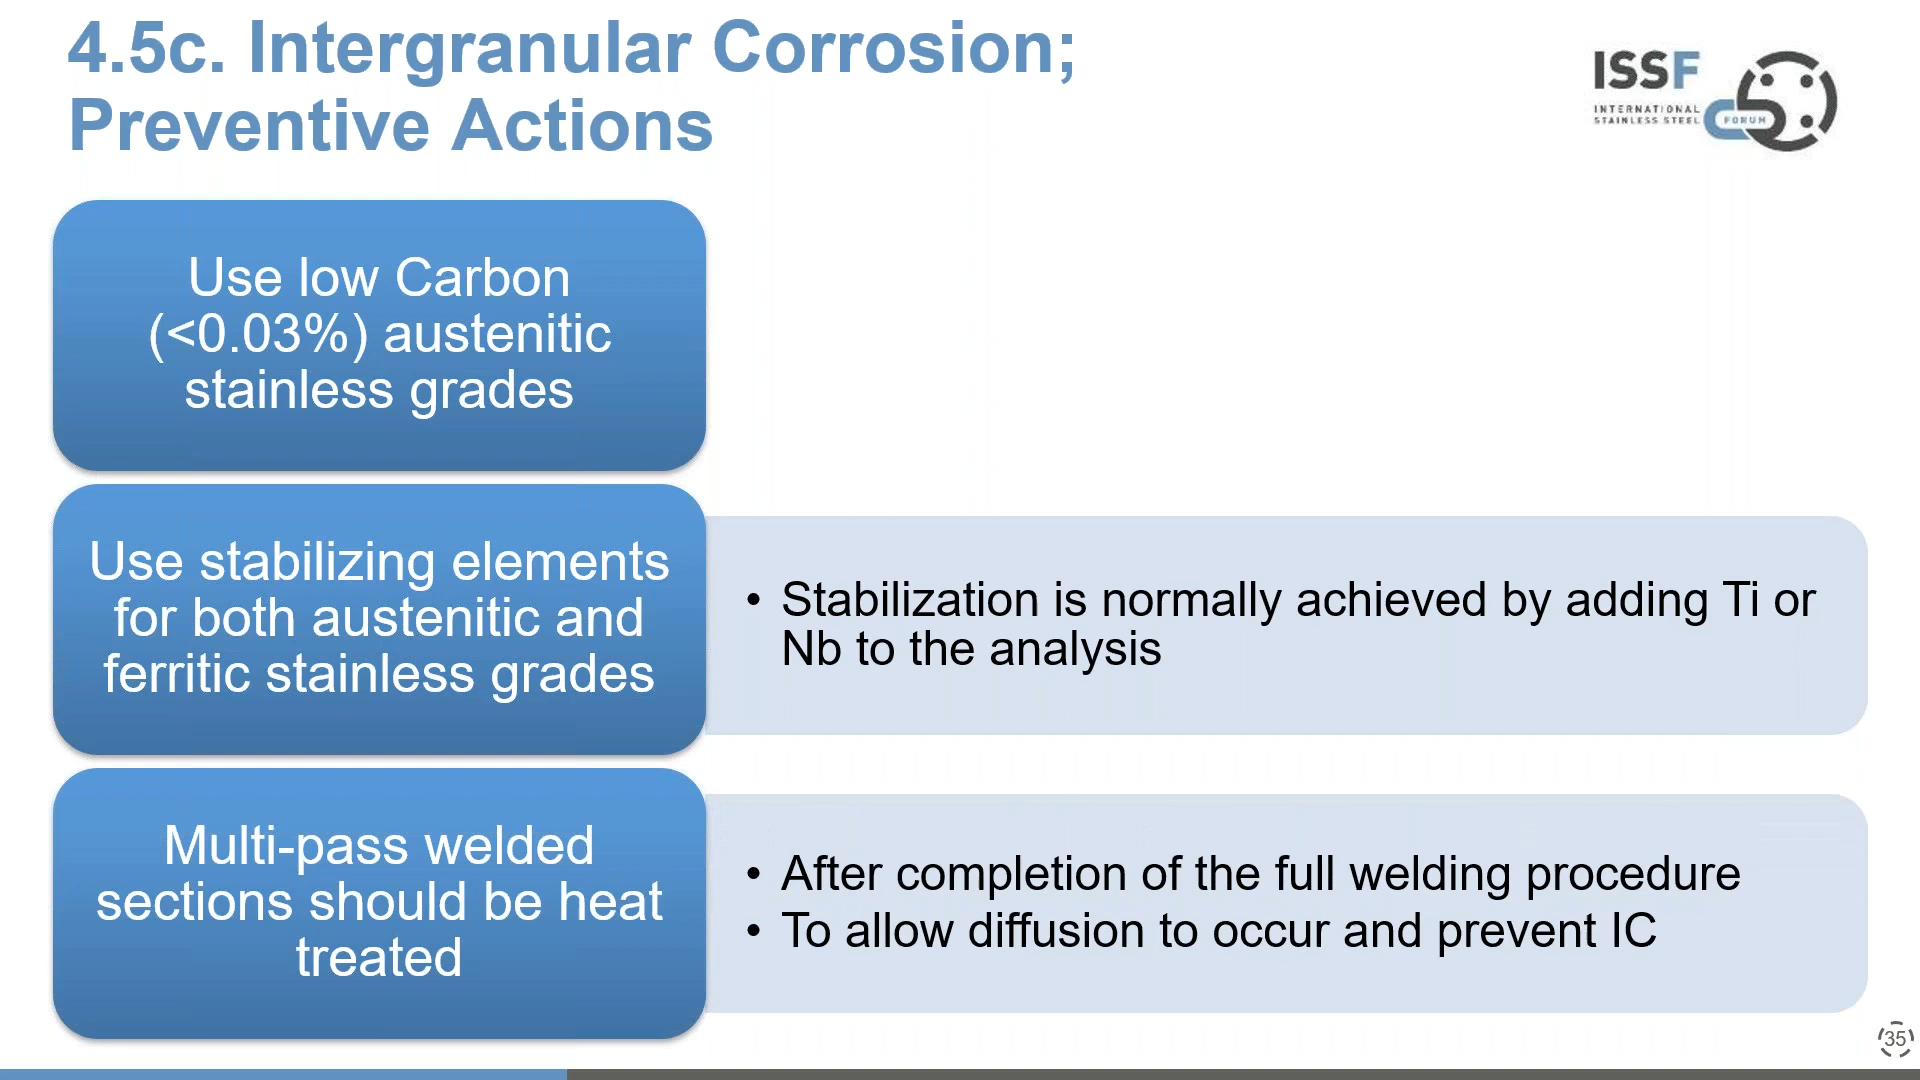 4.5c. Intergranular Corrosion;
Preventive Actions
ISSF
INTERNATIONAL
STAINLESS STEEL
FORUM
Use low Carbon
(<0.03%) austenitic
stainless grades
Use stabilizing elements
for both austenitic and
ferritic stainless grades
• Stabilization is normally achieved by adding Ti or
Nb to the analysis
Multi-pass welded
sections should be heat
treated
• After completion of the full welding procedure
• To allow diffusion to occur and prevent IC
35